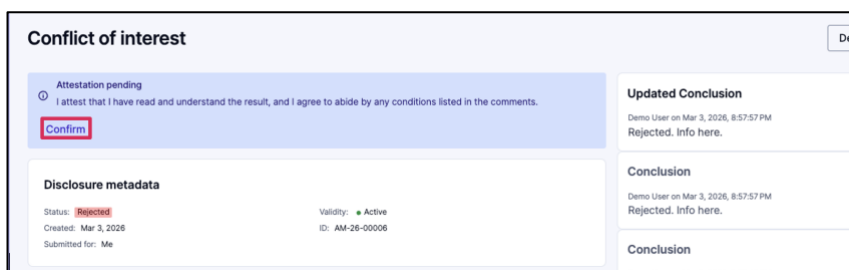 Conflict of interest
De
Attestation pending
I attest that I have read and understand the result, and I agree to abide by any conditions listed in the comments.
Confirm
Disclosure metadata
Status: Rejected
Validity: Active
Created: Mar 3, 2026
ID: AM-26-00006
Submitted for: Me
Updated Conclusion
Demo User on Mar 3, 2026, 8:57:57 PM
Rejected. Info here.
Conclusion
Demo User on Mar 3, 2026, 8:57:57 PM
Rejected. Info here.
Conclusion